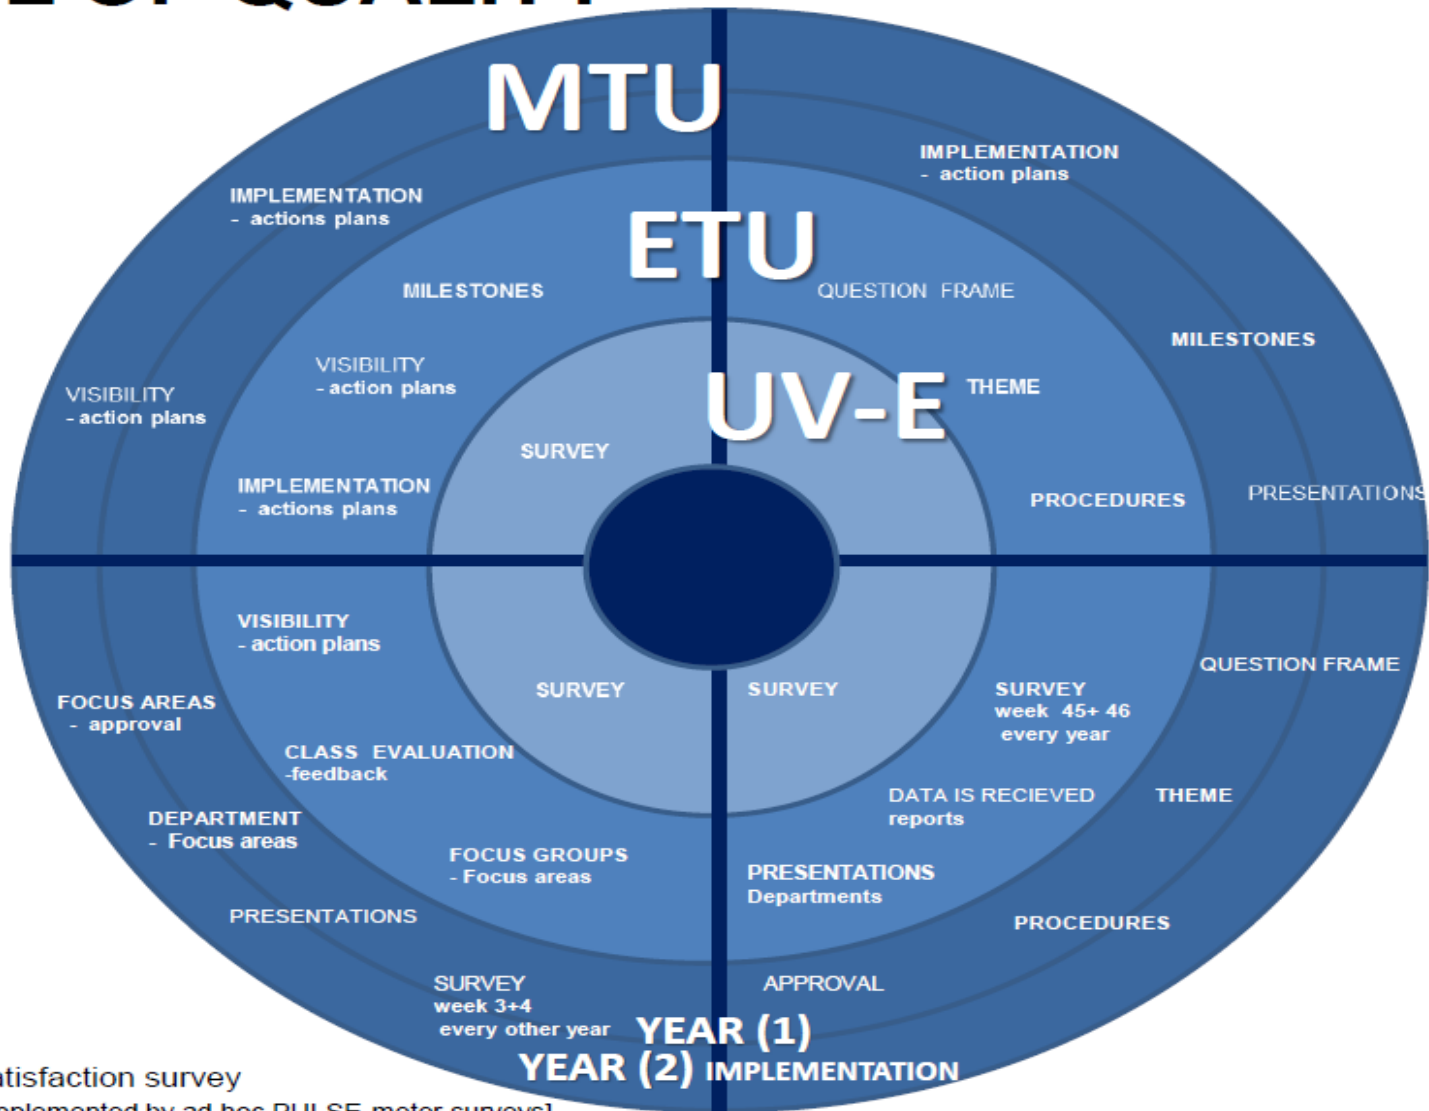 OF QUALITY
MTU
IMPLEMENTATION
- action plans
IMPLEMENTATION
- actions plans
ETU
MILESTONES
QUESTION FRAME
MILESTONES
VISIBILITY
- action plans
VISIBILITY
- action plans
UV-E
THEME
SURVEY
IMPLEMENTATION
- actions plans
PROCEDURES
PRESENTATIONS
VISIBILITY
- action plans
QUESTION FRAME
FOCUS AREAS
- approval
SURVEY
SURVEY
SURVEY
week 45+ 46
every year
CLASS EVALUATION
-feedback
DATA IS RECIEVED
reports
THEME
DEPARTMENT
- Focus areas
FOCUS GROUPS
- Focus areas
PRESENTATIONS
Departments
PRESENTATIONS
PROCEDURES
SURVEY
week 3+4
every other year
APPROVAL
YEAR (1)
YEAR (2) IMPLEMENTATION
atisfaction survey